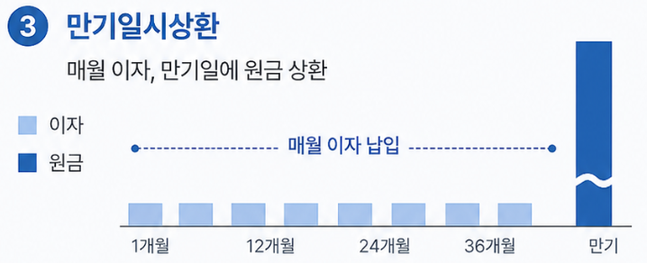 3 만기일시상환
매월 이자, 만기일에 원금 상환
이자
원금
매월 이자 납입
1개월 12개월 24개월 36개월 만기